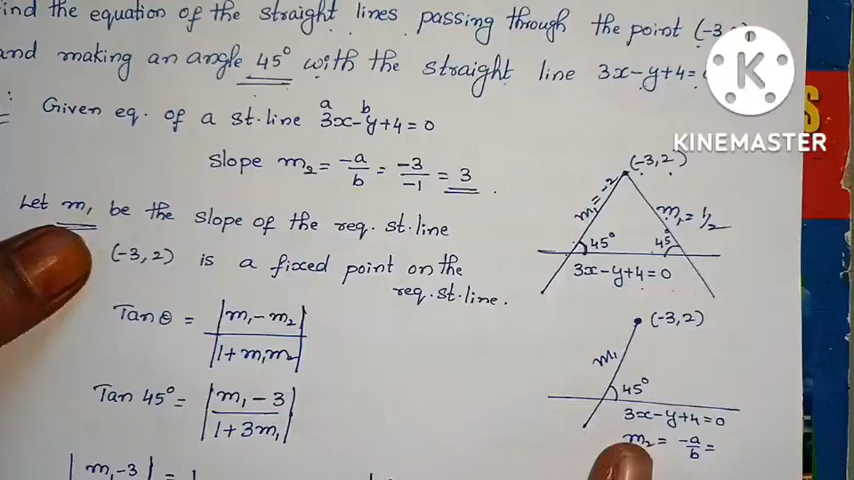 ind the equation of the straight lines passing through the point (-3,
and making an angle 45° with the straight line 3x-y+4=
KINEMASTER
: Given eq. of a st.line 3x-y+4=0
a b
slope m₂ = -a/b = -3/-1 = 3
Let m₁ be the slope of the req. st.line
(-3,2) is a fixed point on the
req.st.line.
Tanθ = |m₁-m₂| / |1+m₁m₂|
Tan 45° = |m₁-3 / 1+3m₁|
|m₁-3| = 1
(-3,2)
m₁=-2
m₁=1/2
45°
45°
3x-y+4=0
(-3,2)
m₁
45°
3x-y+4=0
m₂ = -a/b =